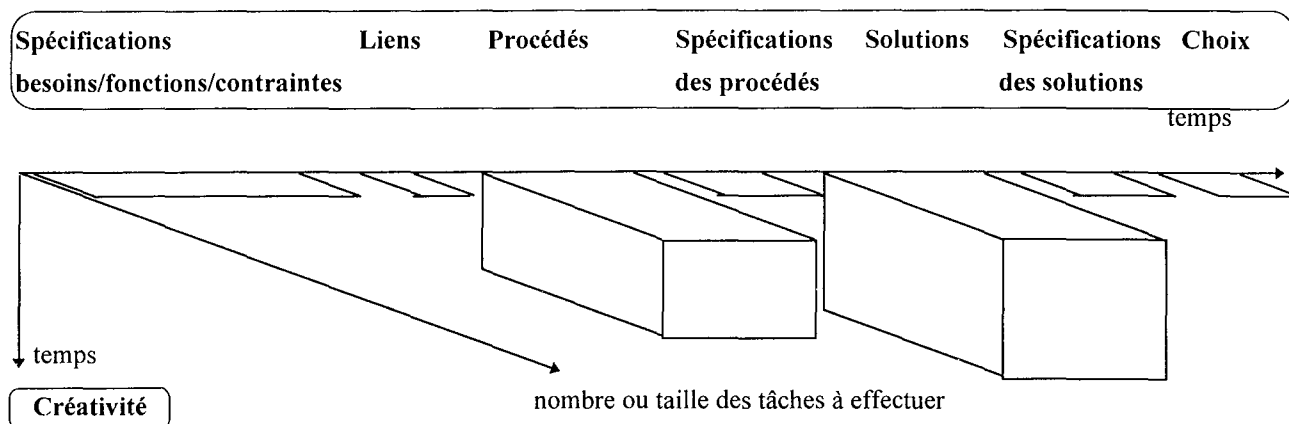 Spécifications Liens Procédés Spécifications Solutions Spécifications Choix
besoins/fonctions/contraintes des procédés des solutions
temps
temps
nombre ou taille des tâches à effectuer
Créativité